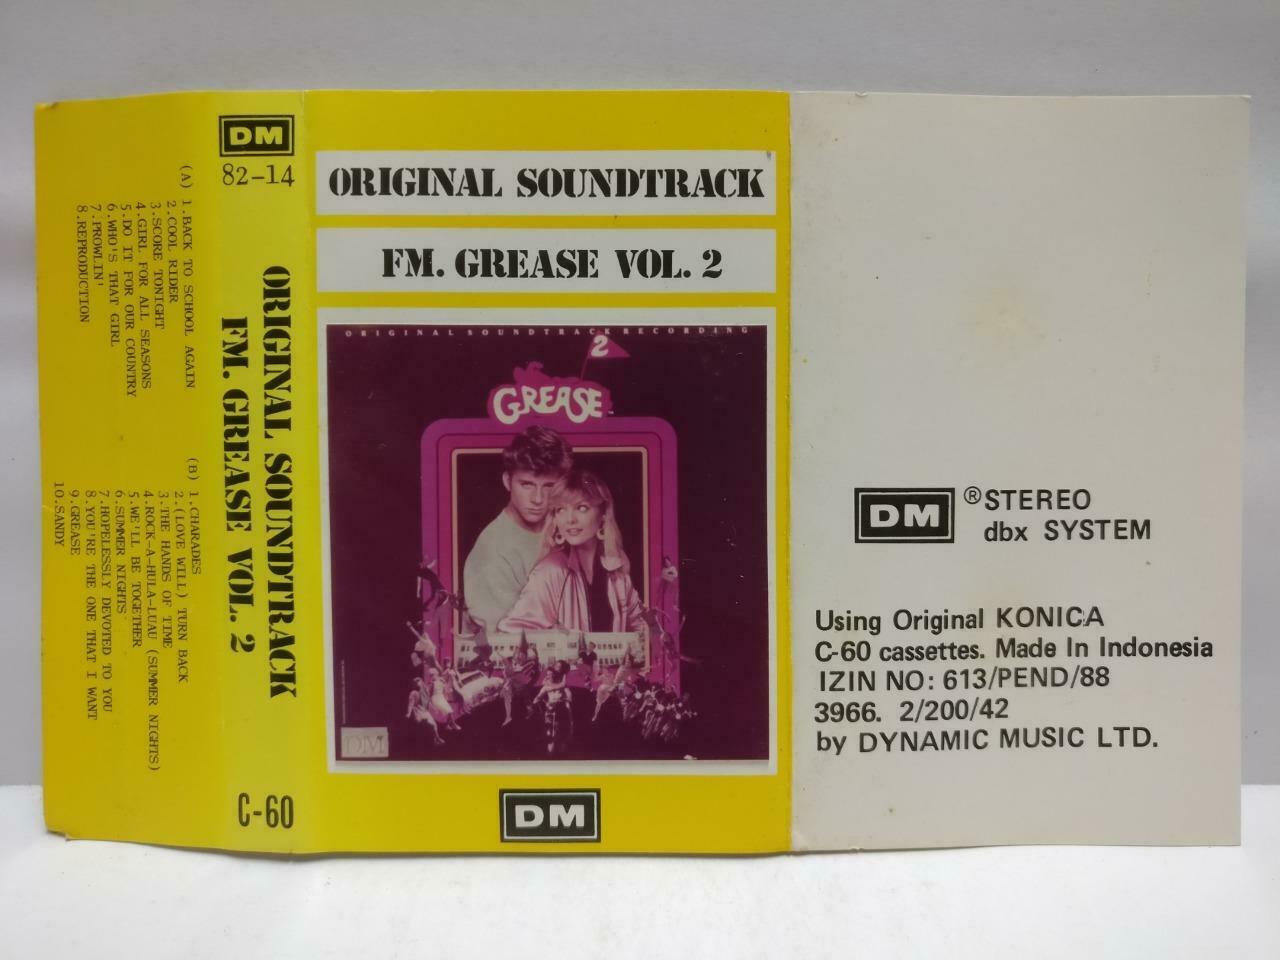 DM
82-14
(A) 1.BACK TO SCHOOL AGAIN
2.COOL RIDER
3.SCORE TONIGHT
4.GIRL FOR ALL SEASONS
5.DO IT FOR OUR COUNTRY
6.WHO'S THAT GIRL
7.PROWLIN'
8.REPRODUCTION
(B) 1.CHARADES
2.(LOVE WILL) TURN BACK
3.THE HANDS OF TIME
4.ROCK-A-HULA-LUAU (SUMMER NIGHTS)
5.WE'LL BE TOGETHER
6.SUMMER NIGHTS
7.HOPELESSLY DEVOTED TO YOU
8.YOU'RE THE ONE THAT I WANT
9.GREASE
10.SANDY
ORIGINAL SOUNDTRACK
FM. GREASE VOL. 2
C-60
ORIGINAL SOUNDTRACK
FM. GREASE VOL. 2
ORIGINAL SOUNDTRACK RECORDING
2
GREASE
DM
DM
DM ® STEREO
dbx SYSTEM
Using Original KONICA
C-60 cassettes. Made In Indonesia
IZIN NO: 613/PEND/88
3966. 2/200/42
by DYNAMIC MUSIC LTD.